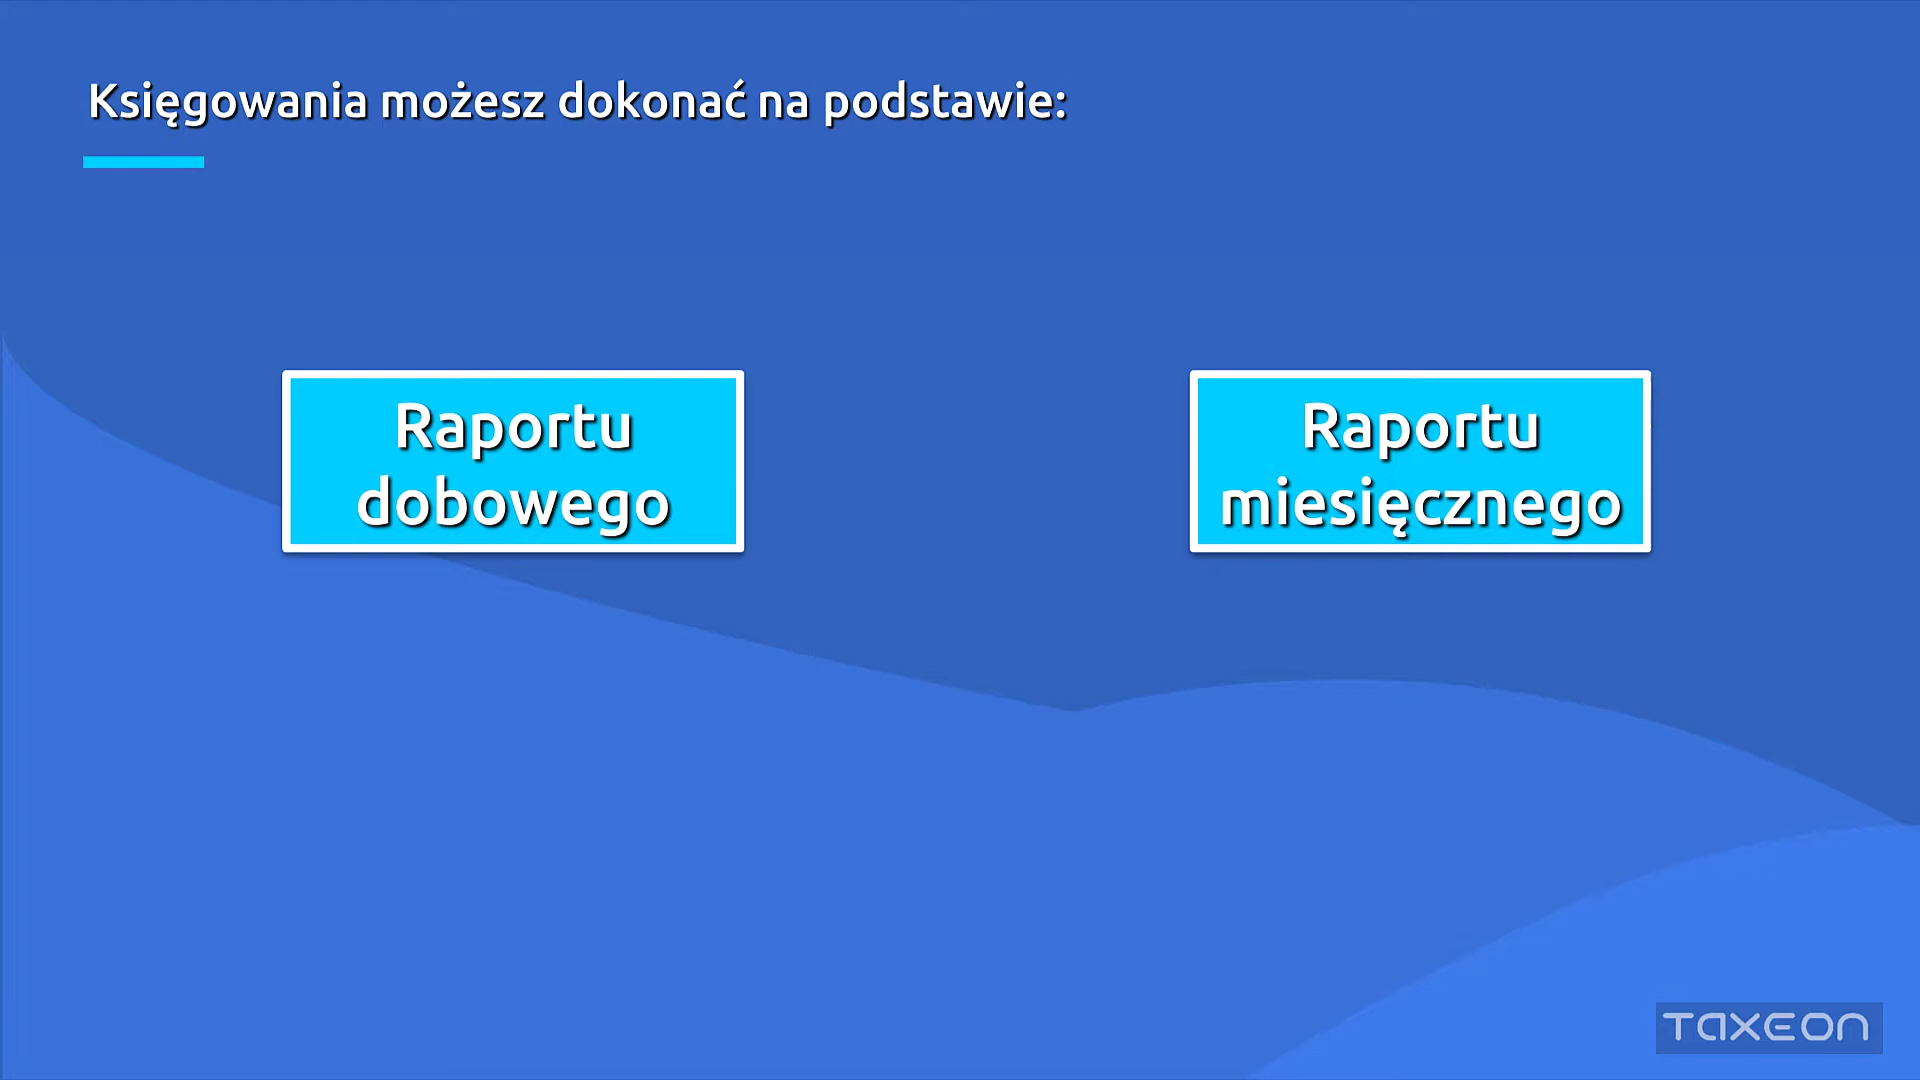 Księgowania możesz dokonać na podstawie:
Raportu
dobowego
Raportu
miesięcznego
TAXEON